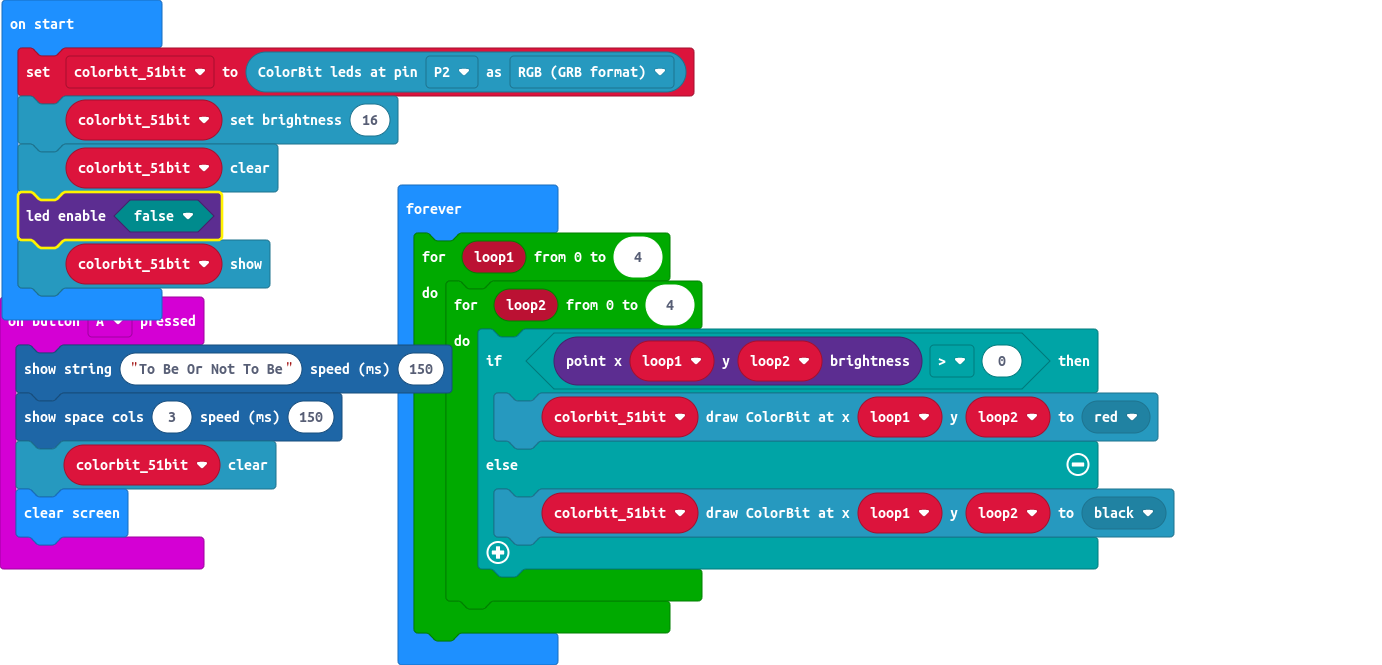 on start
set colorbit_51bit to ColorBit leds at pin P2 as RGB (GRB format)
colorbit_51bit set brightness 16
colorbit_51bit clear
led enable false
colorbit_51bit show
on button A pressed
show string "To Be Or Not To Be" speed (ms) 150
show space cols 3 speed (ms) 150
colorbit_51bit clear
clear screen
forever
for loop1 from 0 to 4
do
for loop2 from 0 to 4
do
if point x loop1 y loop2 brightness > 0 then
colorbit_51bit draw ColorBit at x loop1 y loop2 to red
else
colorbit_51bit draw ColorBit at x loop1 y loop2 to black